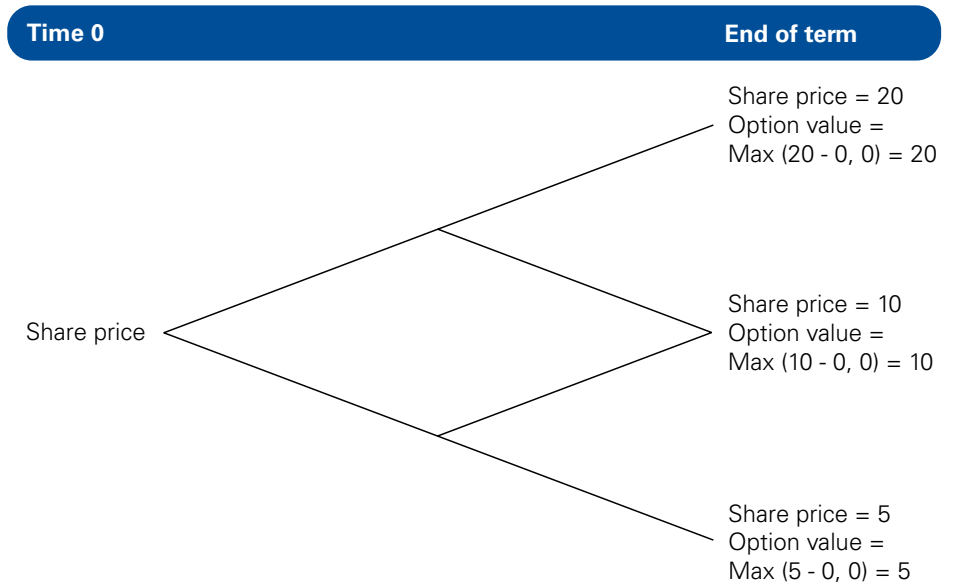 Time 0
End of term
Share price = 20
Option value =
Max (20 - 0, 0) = 20
Share price
Share price = 10
Option value =
Max (10 - 0, 0) = 10
Share price = 5
Option value =
Max (5 - 0, 0) = 5